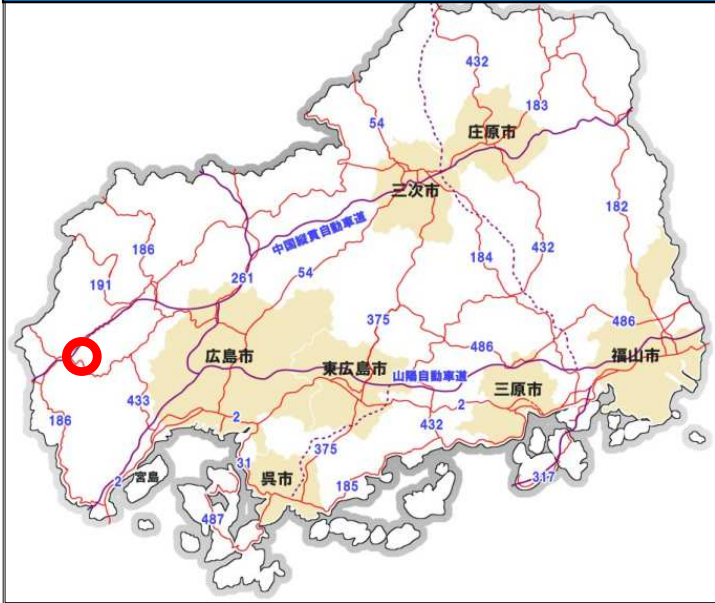 432
183
54
庄原市
三次市
182
中国縦貫自動車道
186
191
261
54
184
432
375
486
486
広島市
東広島市
山陽自動車道
三原市
福山市
186
433
2
2
432
31
375
185
317
2
宮島
呉市
487